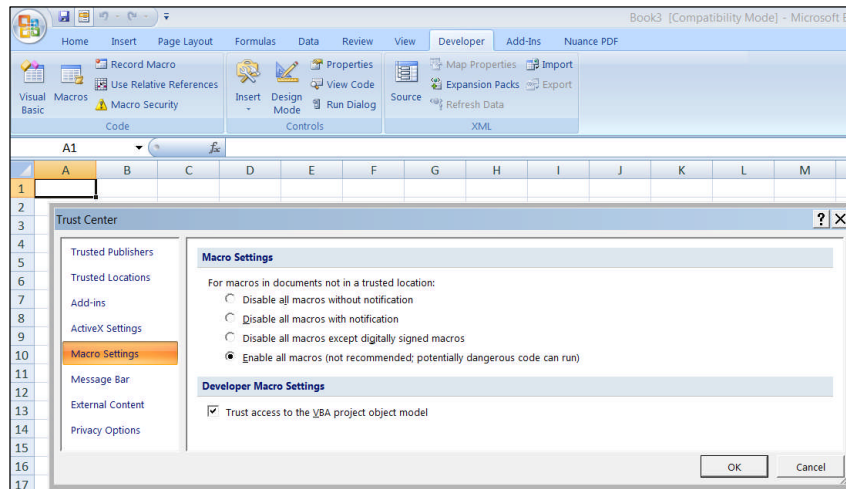 Book3 [Compatibility Mode] - Microsoft E
Home Insert Page Layout Formulas Data Review View Developer Add-Ins Nuance PDF
Visual Basic
Macros
Record Macro
Use Relative References
Macro Security
Code
Insert
Design Mode
Properties
View Code
Run Dialog
Controls
Source
Map Properties
Expansion Packs
Refresh Data
Import
Export
XML
A1 fx
A B C D E F G H I J K L M
1
2
3
4
5
6
7
8
9
10
11
12
13
14
15
16
17
Trust Center ? X
Trusted Publishers
Trusted Locations
Add-ins
ActiveX Settings
Macro Settings
Message Bar
External Content
Privacy Options
Macro Settings
For macros in documents not in a trusted location:
Disable all macros without notification
Disable all macros with notification
Disable all macros except digitally signed macros
Enable all macros (not recommended; potentially dangerous code can run)
Developer Macro Settings
Trust access to the VBA project object model
OK Cancel